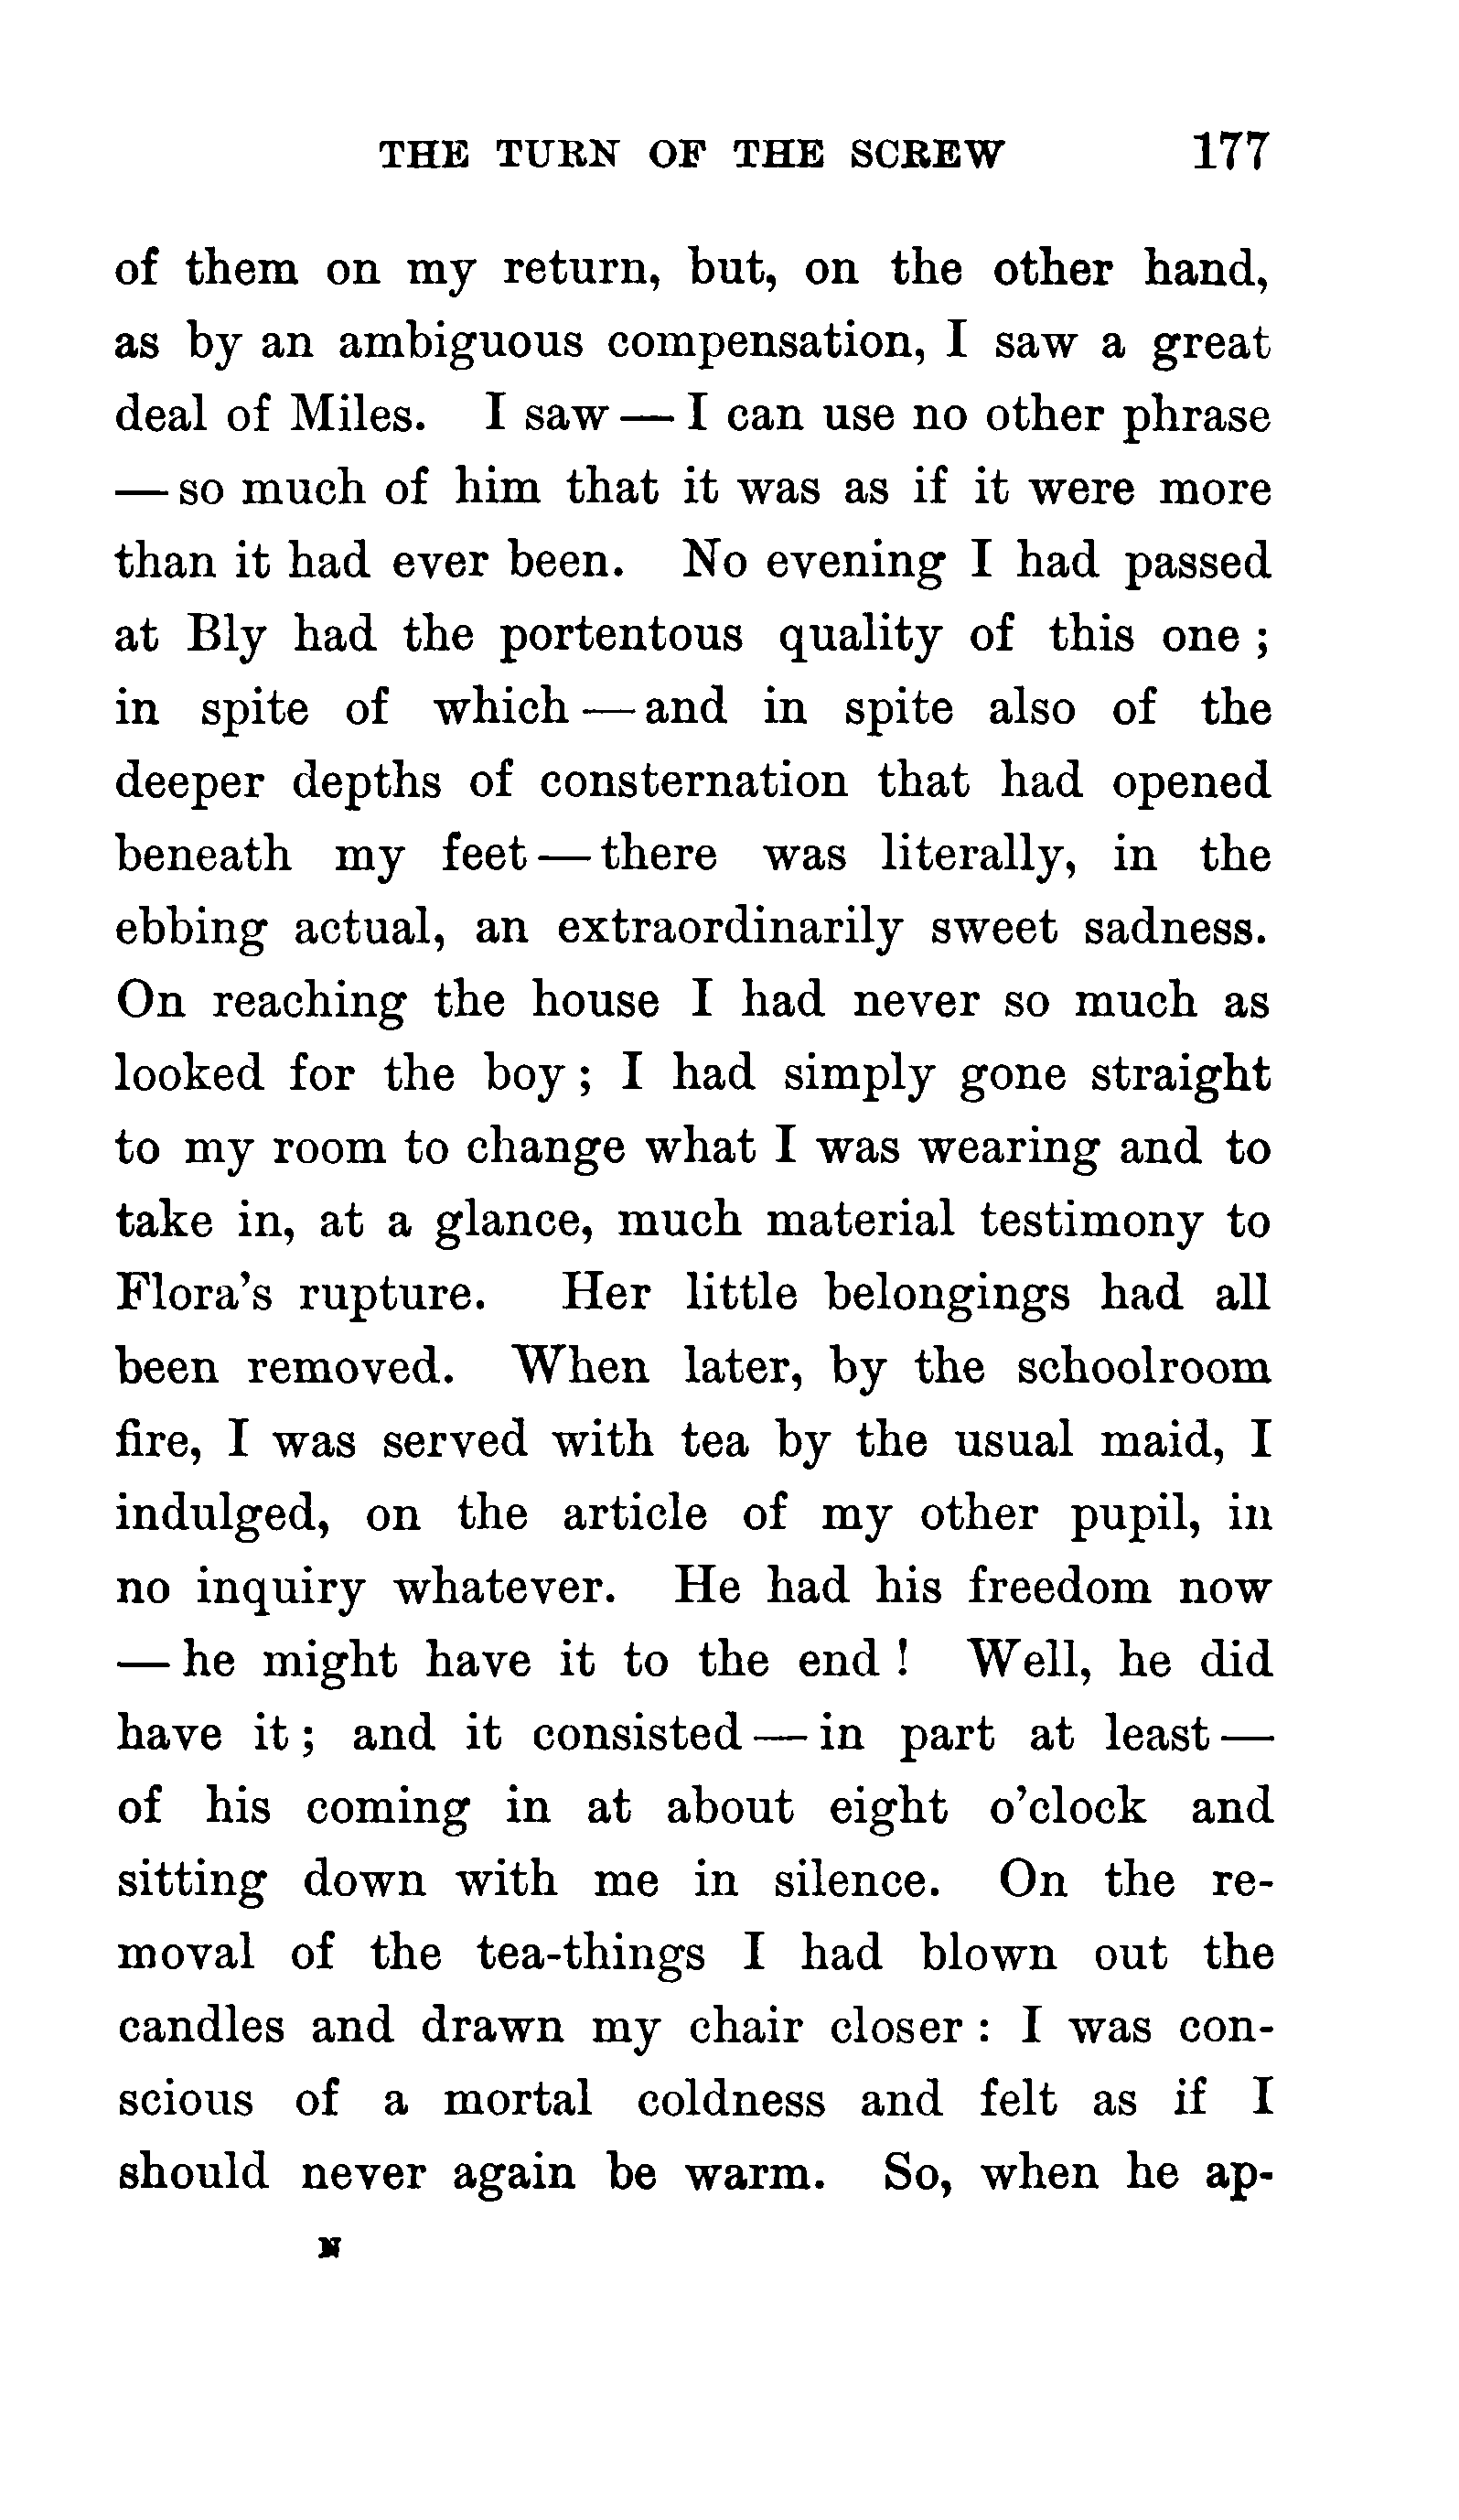 THE TURN OF THE SCREW 177
of them on my return, but, on the other hand,
as by an ambiguous compensation, I saw a great
deal of Miles. I saw — I can use no other phrase
— so much of him that it was as if it were more
than it had ever been. No evening I had passed
at Bly had the portentous quality of this one ;
in spite of which — and in spite also of the
deeper depths of consternation that had opened
beneath my feet — there was literally, in the
ebbing actual, an extraordinarily sweet sadness.
On reaching the house I had never so much as
looked for the boy ; I had simply gone straight
to my room to change what I was wearing and to
take in, at a glance, much material testimony to
Flora’s rupture. Her little belongings had all
been removed. When later, by the schoolroom
fire, I was served with tea by the usual maid, I
indulged, on the article of my other pupil, in
no inquiry whatever. He had his freedom now
— he might have it to the end ! Well, he did
have it ; and it consisted — in part at least —
of his coming in at about eight o’clock and
sitting down with me in silence. On the re-
moval of the tea-things I had blown out the
candles and drawn my chair closer : I was con-
scious of a mortal coldness and felt as if I
should never again be warm. So, when he ap-
N